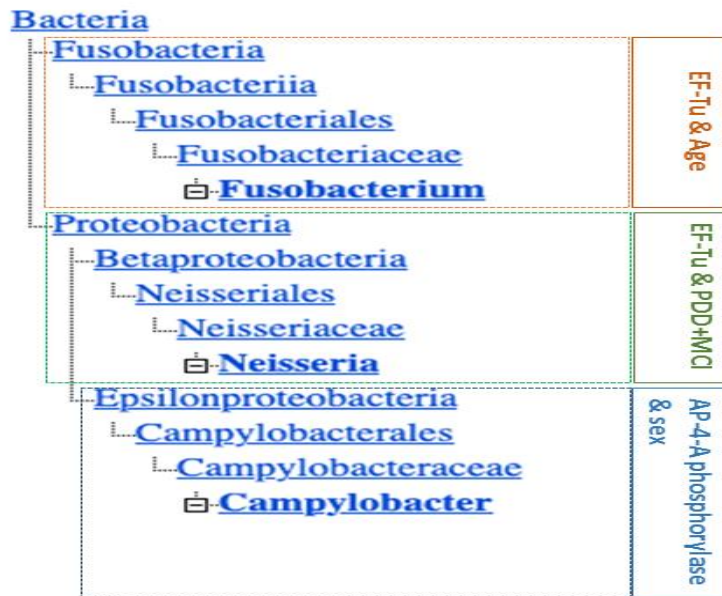 Bacteria
Fusobacteria
Fusobacteriia
Fusobacteriales
Fusobacteriaceae
Fusobacterium
EF-Tu & Age
Proteobacteria
Betaproteobacteria
Neisseriales
Neisseriaceae
Neisseria
EF-Tu & PDD+MCI
Epsilonproteobacteria
Campylobacterales
Campylobacteraceae
Campylobacter
AP-4-A phosphorylase
& sex